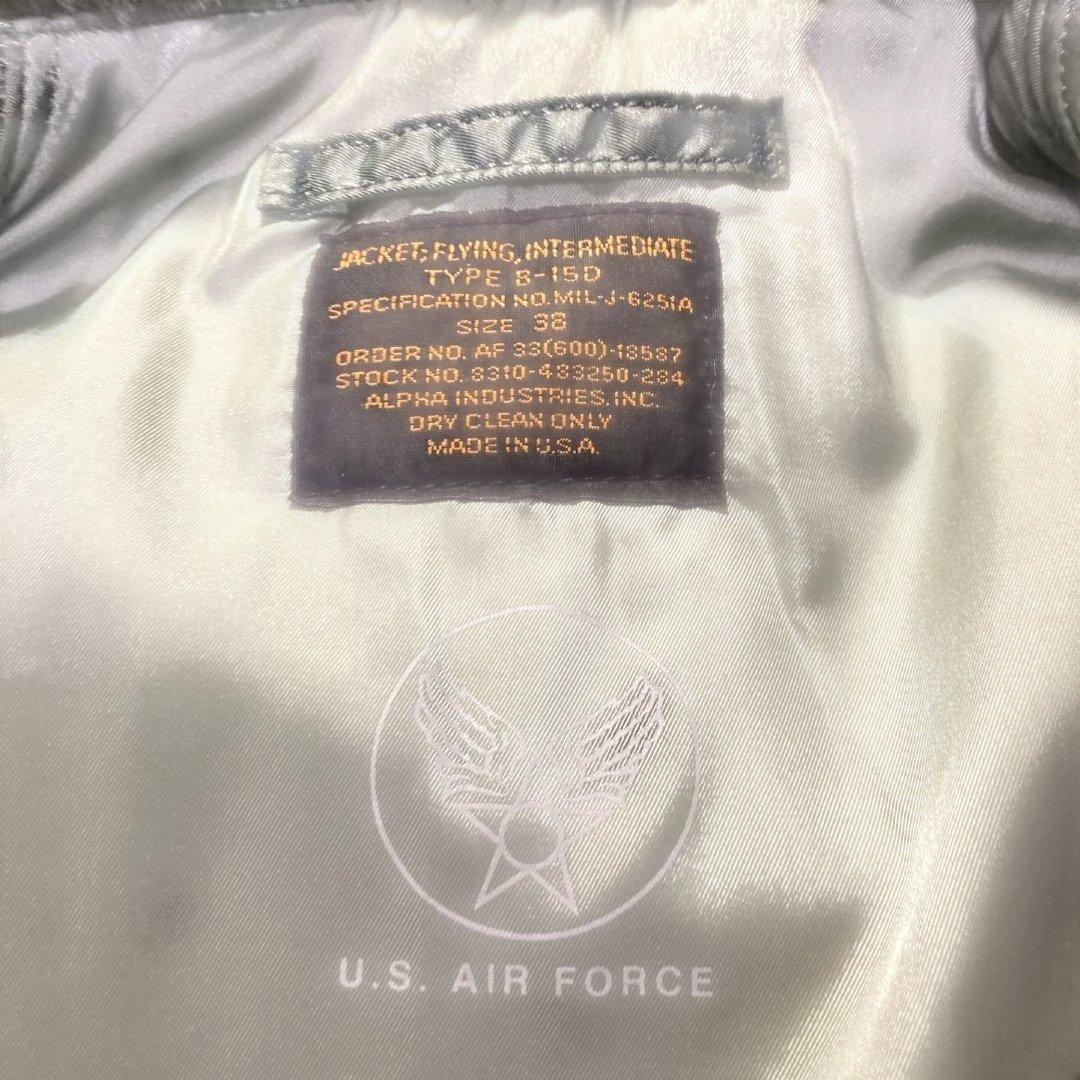 JACKET, FLYING, INTERMEDIATE
TYPE B-15D
SPECIFICATION NO. MIL-J-6251A
SIZE 38
ORDER NO. AF 33(600)-18587
STOCK NO. 8310-483250-284
ALPHA INDUSTRIES, INC.
DRY CLEAN ONLY
MADE IN U.S.A.
U.S. AIR FORCE